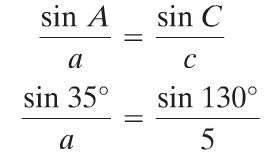 sin A / a = sin C / c
sin 35° / a = sin 130° / 5